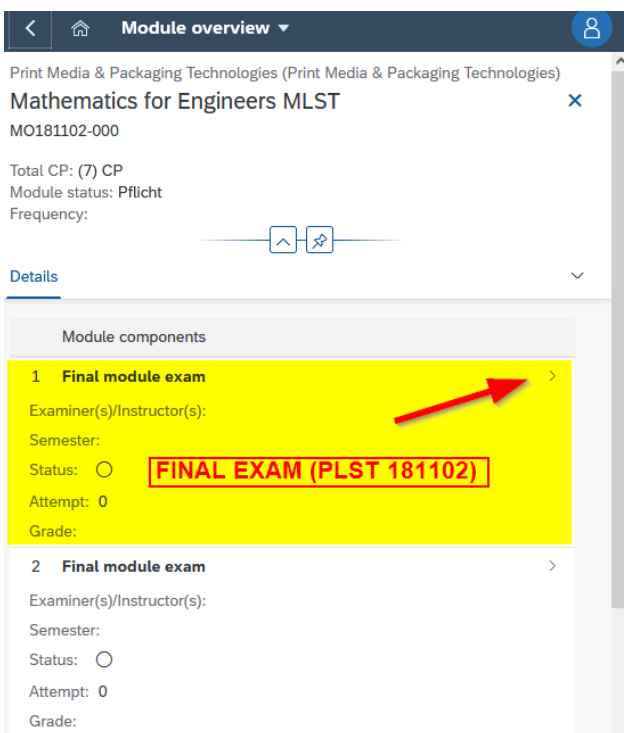 Module overview
Print Media & Packaging Technologies (Print Media & Packaging Technologies)
Mathematics for Engineers MLST
MO181102-000
Total CP: (7) CP
Module status: Pflicht
Frequency:
Details
Module components
1 Final module exam
Examiner(s)/Instructor(s):
Semester:
Status:
FINAL EXAM (PLST 181102)
Attempt: 0
Grade:
2 Final module exam
Examiner(s)/Instructor(s):
Semester:
Status:
Attempt: 0
Grade: